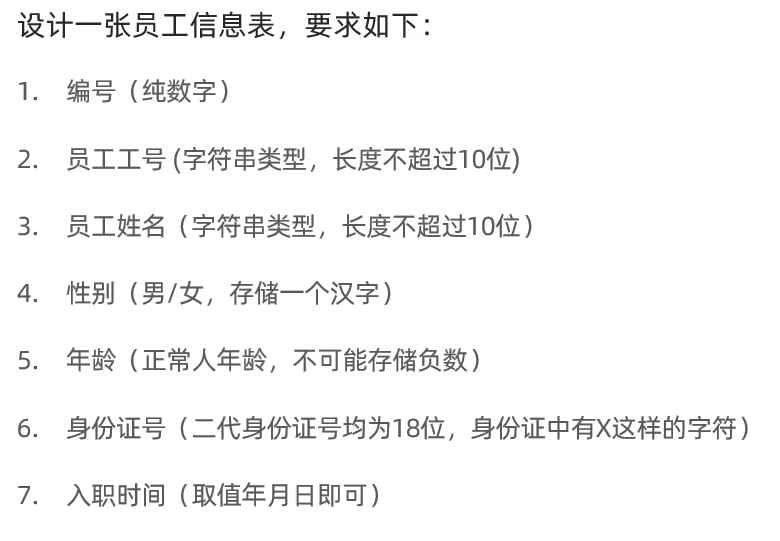 设计一张员工信息表，要求如下：
1. 编号（纯数字）
2. 员工工号 (字符串类型，长度不超过10位)
3. 员工姓名（字符串类型，长度不超过10位）
4. 性别（男/女，存储一个汉字）
5. 年龄（正常人年龄，不可能存储负数）
6. 身份证号（二代身份证号均为18位，身份证中有X这样的字符）
7. 入职时间（取值年月日即可）